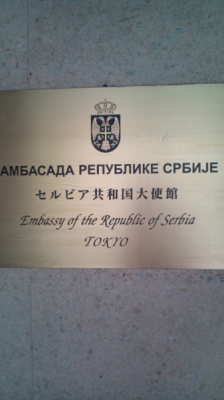 АМБАСАДА РЕПУБЛИКЕ СРБИЈЕ
セルビア共和国大使館
Embassy of the Republic of Serbia
TOKYO